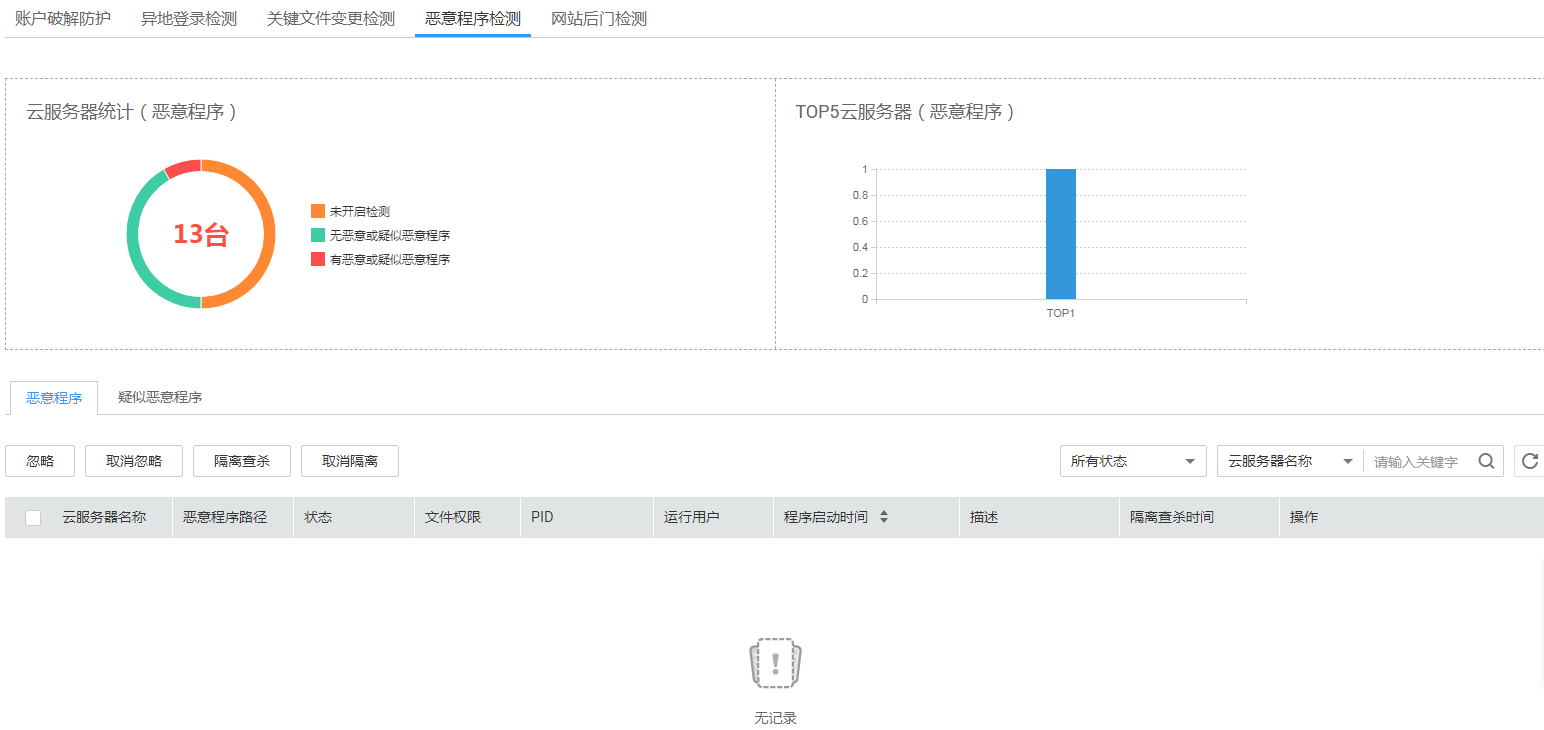 账户破解防护 异地登录检测 关键文件变更检测 恶意程序检测 网站后门检测
云服务器统计（恶意程序）
13台
未开启检测
无恶意或疑似恶意程序
有恶意或疑似恶意程序
TOP5云服务器（恶意程序）
1
0.8
0.6
0.4
0.2
0
TOP1
恶意程序 疑似恶意程序
忽略 取消忽略 隔离查杀 取消隔离 所有状态 云服务器名称 请输入关键字
云服务器名称 恶意程序路径 状态 文件权限 PID 运行用户 程序启动时间 描述 隔离查杀时间 操作
无记录